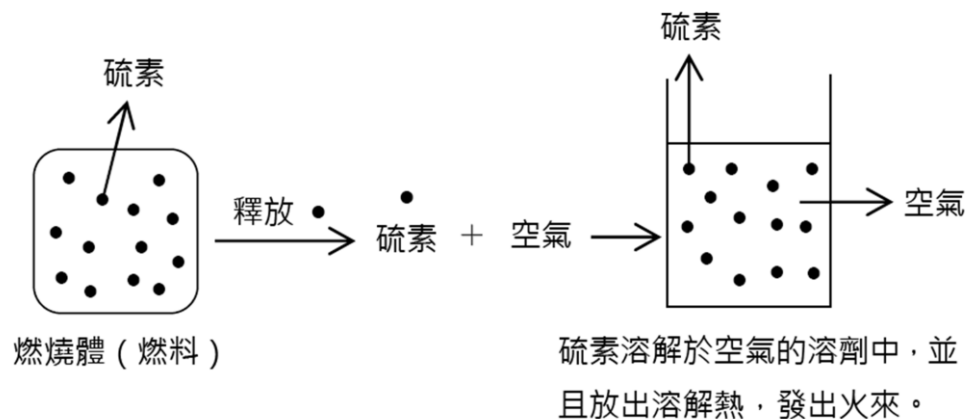 硫素
燃燒體（燃料）
釋放
硫素 + 空氣
硫素
空氣
硫素溶解於空氣的溶劑中，並
且放出溶解熱，發出火來。